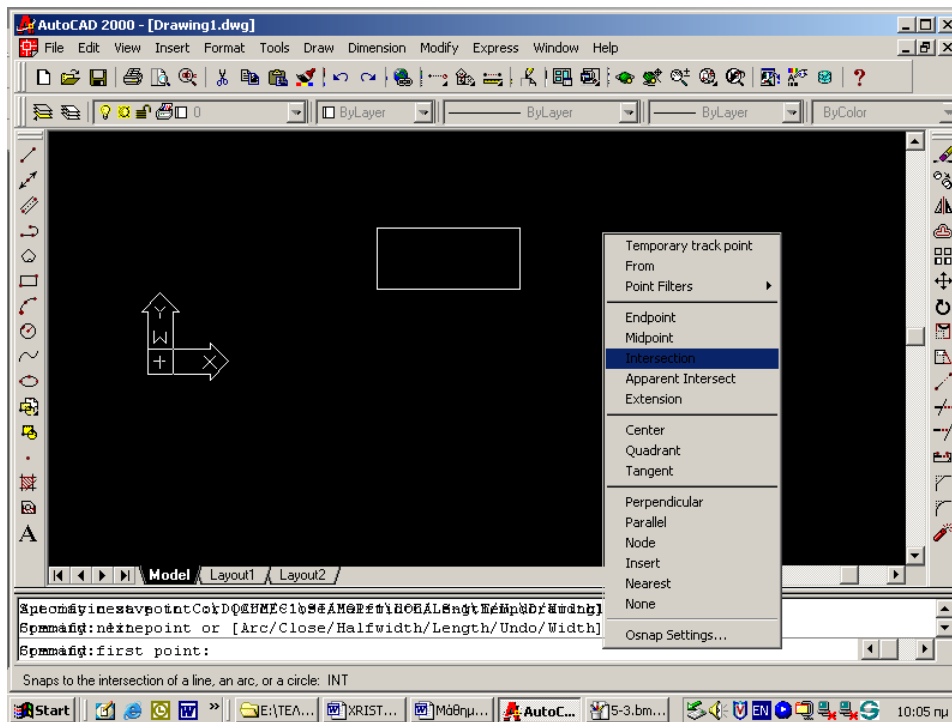 AutoCAD 2000 - [Drawing1.dwg]
File Edit View Insert Format Tools Draw Dimension Modify Express Window Help
0 ByLayer ByLayer ByLayer ByColor
Temporary track point
From
Point Filters
Endpoint
Midpoint
Intersection
Apparent Intersect
Extension
Center
Quadrant
Tangent
Perpendicular
Parallel
Node
Insert
Nearest
None
Osnap Settings...
Y
W
X
A
Model Layout1 Layout2
point or [Arc/Close/Halfwidth/Length/Undo/Width]
first point:
Snaps to the intersection of a line, an arc, or a circle: INT
Start » E:\ΤΕΛ... XRIST... Μάθημ... AutoC... 5-3.bm... EN 10:05 πμ